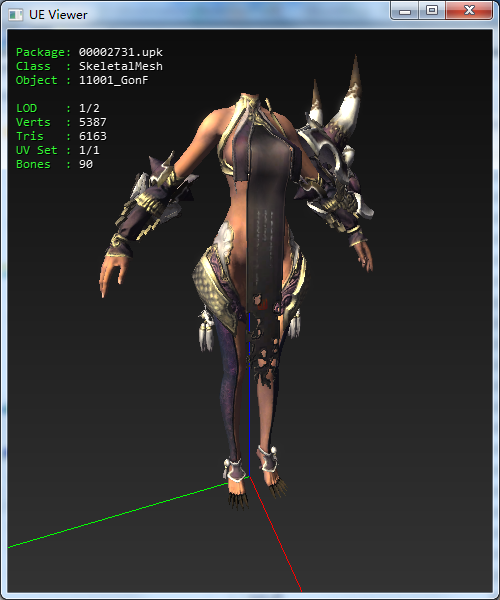 UE Viewer
Package: 00002731.upk
Class  : SkeletalMesh
Object : 11001_GonF
LOD    : 1/2
Verts  : 5387
Tris   : 6163
UV Set : 1/1
Bones  : 90